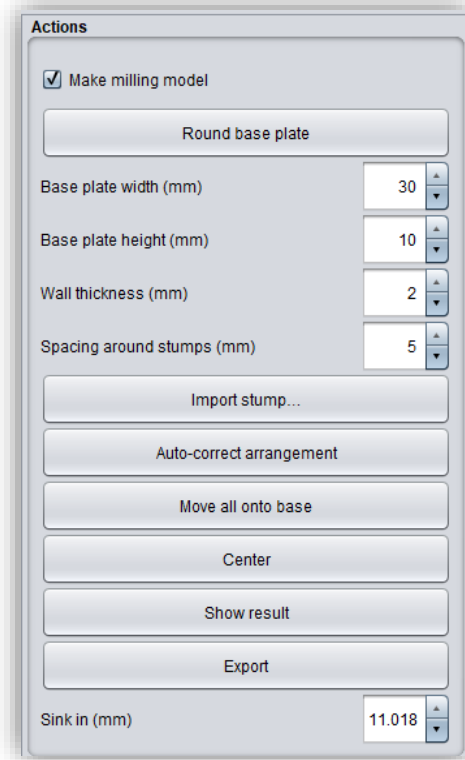 Actions
Make milling model
Round base plate
Base plate width (mm) 30
Base plate height (mm) 10
Wall thickness (mm) 2
Spacing around stumps (mm) 5
Import stump...
Auto-correct arrangement
Move all onto base
Center
Show result
Export
Sink in (mm) 11.018